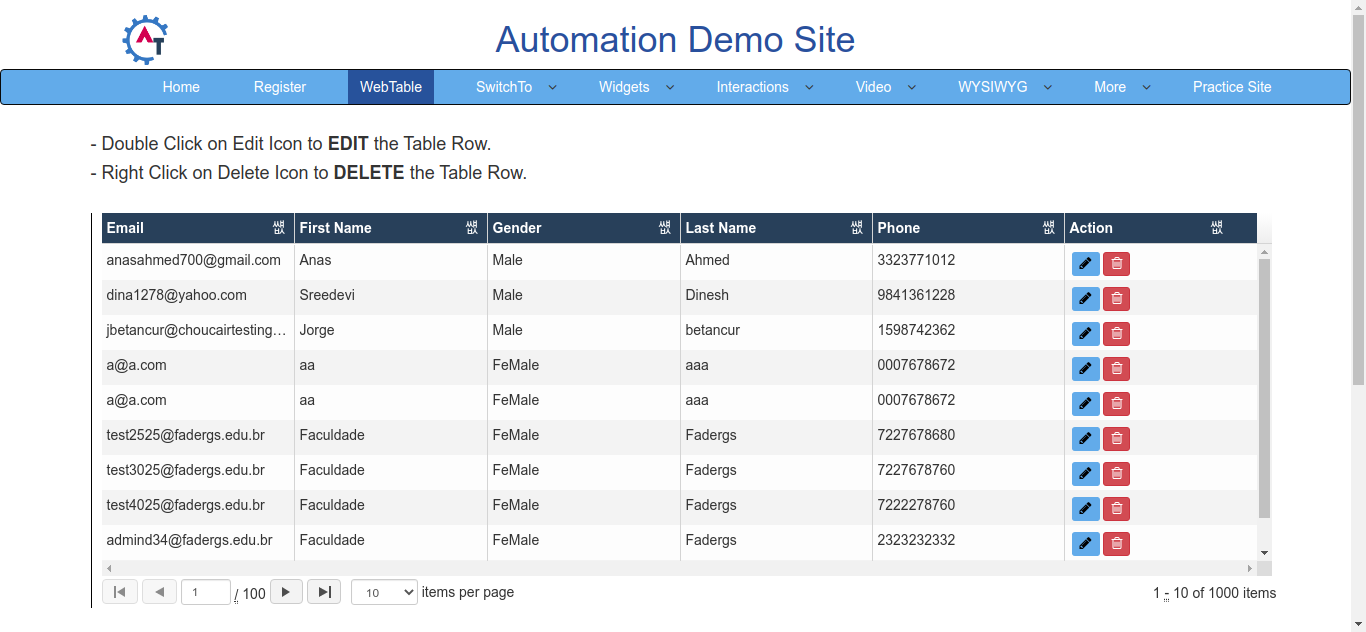 AT
Automation Demo Site
Home Register WebTable SwitchTo Widgets Interactions Video WYSIWYG More Practice Site
- Double Click on Edit Icon to EDIT the Table Row.
- Right Click on Delete Icon to DELETE the Table Row.
Email First Name Gender Last Name Phone Action
anasahmed700@gmail.com Anas Male Ahmed 3323771012
dina1278@yahoo.com Sreedevi Male Dinesh 9841361228
jbetancur@choucairtesting... Jorge Male betancur 1598742362
a@a.com aa FeMale aaa 0007678672
a@a.com aa FeMale aaa 0007678672
test2525@fadergs.edu.br Faculdade FeMale Fadergs 7227678680
test3025@fadergs.edu.br Faculdade FeMale Fadergs 7227678760
test4025@fadergs.edu.br Faculdade FeMale Fadergs 7222278760
admind34@fadergs.edu.br Faculdade FeMale Fadergs 2323232332
1 / 100 10 items per page 1 - 10 of 1000 items